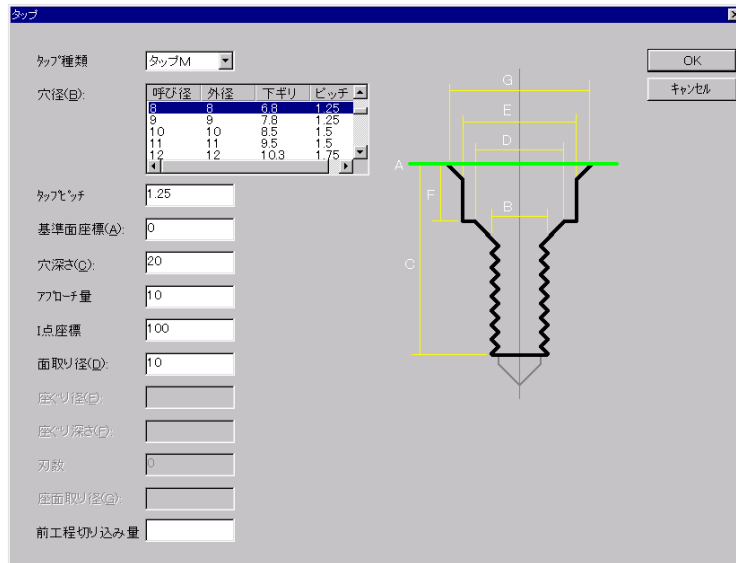 タップ
タップ種類 タップM OK
穴径(B): 呼び径 外径 下ギリ ピッチ キャンセル
8 8 6.8 1.25
9 9 7.8 1.25
10 10 8.5 1.5
11 11 9.5 1.5
12 12 10.3 1.75
タップピッチ 1.25
基準面座標(A): 0
穴深さ(C): 20
アプローチ量 10
I点座標 100
面取り径(D): 10
座ぐり径(E):
座ぐり深さ(F):
刃数 0
座面取り径(G):
前工程切り込み量
G
E
D
A
F
B
C